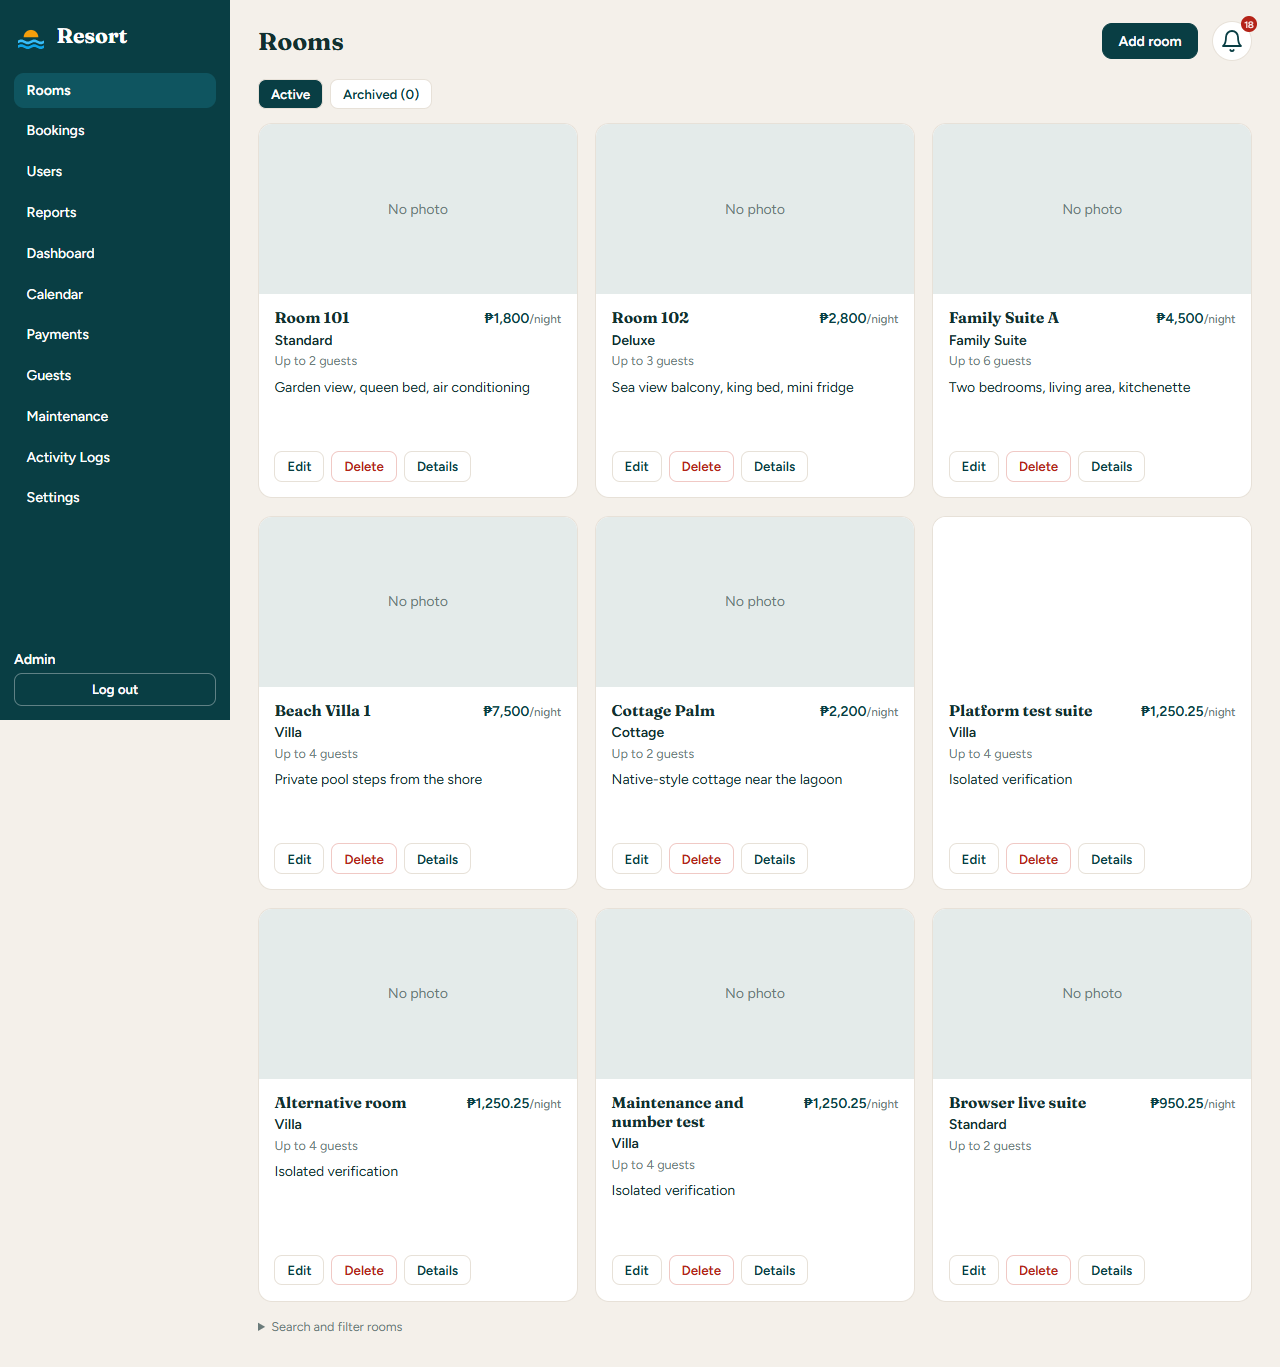 Resort
Rooms
Bookings
Users
Reports
Dashboard
Calendar
Payments
Guests
Maintenance
Activity Logs
Settings
Admin
Log out
Rooms
Add room
18
Active
Archived (0)
No photo
Room 101 ₱1,800/night
Standard
Up to 2 guests
Garden view, queen bed, air conditioning
Edit Delete Details
No photo
Room 102 ₱2,800/night
Deluxe
Up to 3 guests
Sea view balcony, king bed, mini fridge
Edit Delete Details
No photo
Family Suite A ₱4,500/night
Family Suite
Up to 6 guests
Two bedrooms, living area, kitchenette
Edit Delete Details
No photo
Beach Villa 1 ₱7,500/night
Villa
Up to 4 guests
Private pool steps from the shore
Edit Delete Details
No photo
Cottage Palm ₱2,200/night
Cottage
Up to 2 guests
Native-style cottage near the lagoon
Edit Delete Details
Platform test suite ₱1,250.25/night
Villa
Up to 4 guests
Isolated verification
Edit Delete Details
No photo
Alternative room ₱1,250.25/night
Villa
Up to 4 guests
Isolated verification
Edit Delete Details
No photo
Maintenance and ₱1,250.25/night
number test
Villa
Up to 4 guests
Isolated verification
Edit Delete Details
No photo
Browser live suite ₱950.25/night
Standard
Up to 2 guests
Edit Delete Details
Search and filter rooms